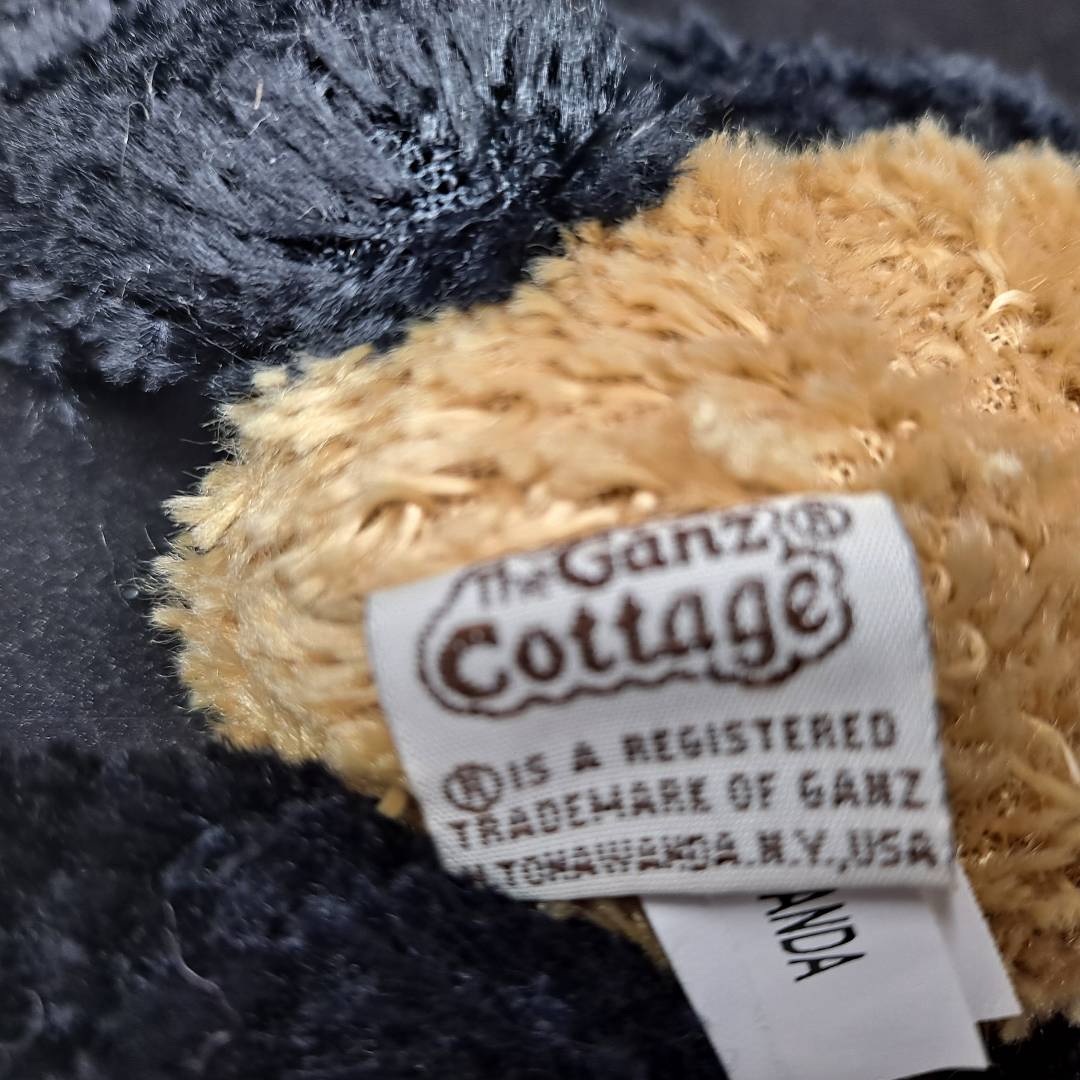 The Ganz®
Cottage
® IS A REGISTERED
TRADEMARK OF GANZ
TONAWANDA.N.Y.,USA
ANDA